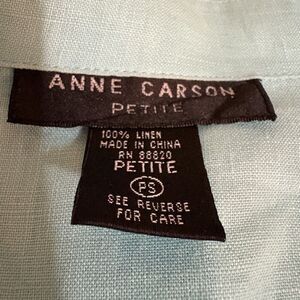 ANNE CARSON
PETITE
100% LINEN
MADE IN CHINA
RN 88820
PETITE
PS
SEE REVERSE
FOR CARE